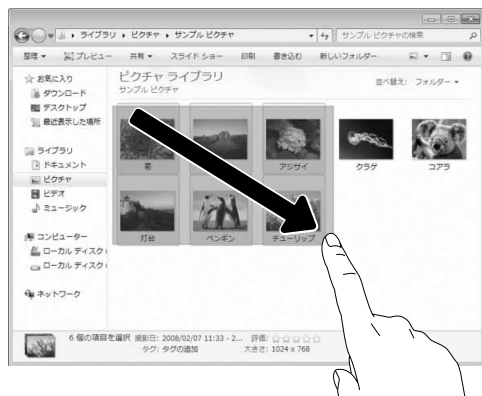 ライブラリ ▸ ピクチャ ▸ サンプル ピクチャ
サンプル ピクチャの検索
整理 ▼ プレビュー 共有 ▼ スライド ショー 印刷 書き込む 新しいフォルダー
お気に入り
ダウンロード
デスクトップ
最近表示した場所
ライブラリ
ドキュメント
ピクチャ
ビデオ
ミュージック
コンピューター
ローカル ディスク
ローカル ディスク
ネットワーク
ピクチャ ライブラリ
サンプル ピクチャ
並べ替え: フォルダー ▼
菊
アジサイ
クラゲ
コアラ
灯台
ペンギン
チューリップ
6 個の項目を選択 撮影日: 2008/02/07 11:33 - 2... 評価: ☆☆☆☆☆
タグ: タグの追加 大きさ: 1024 x 768